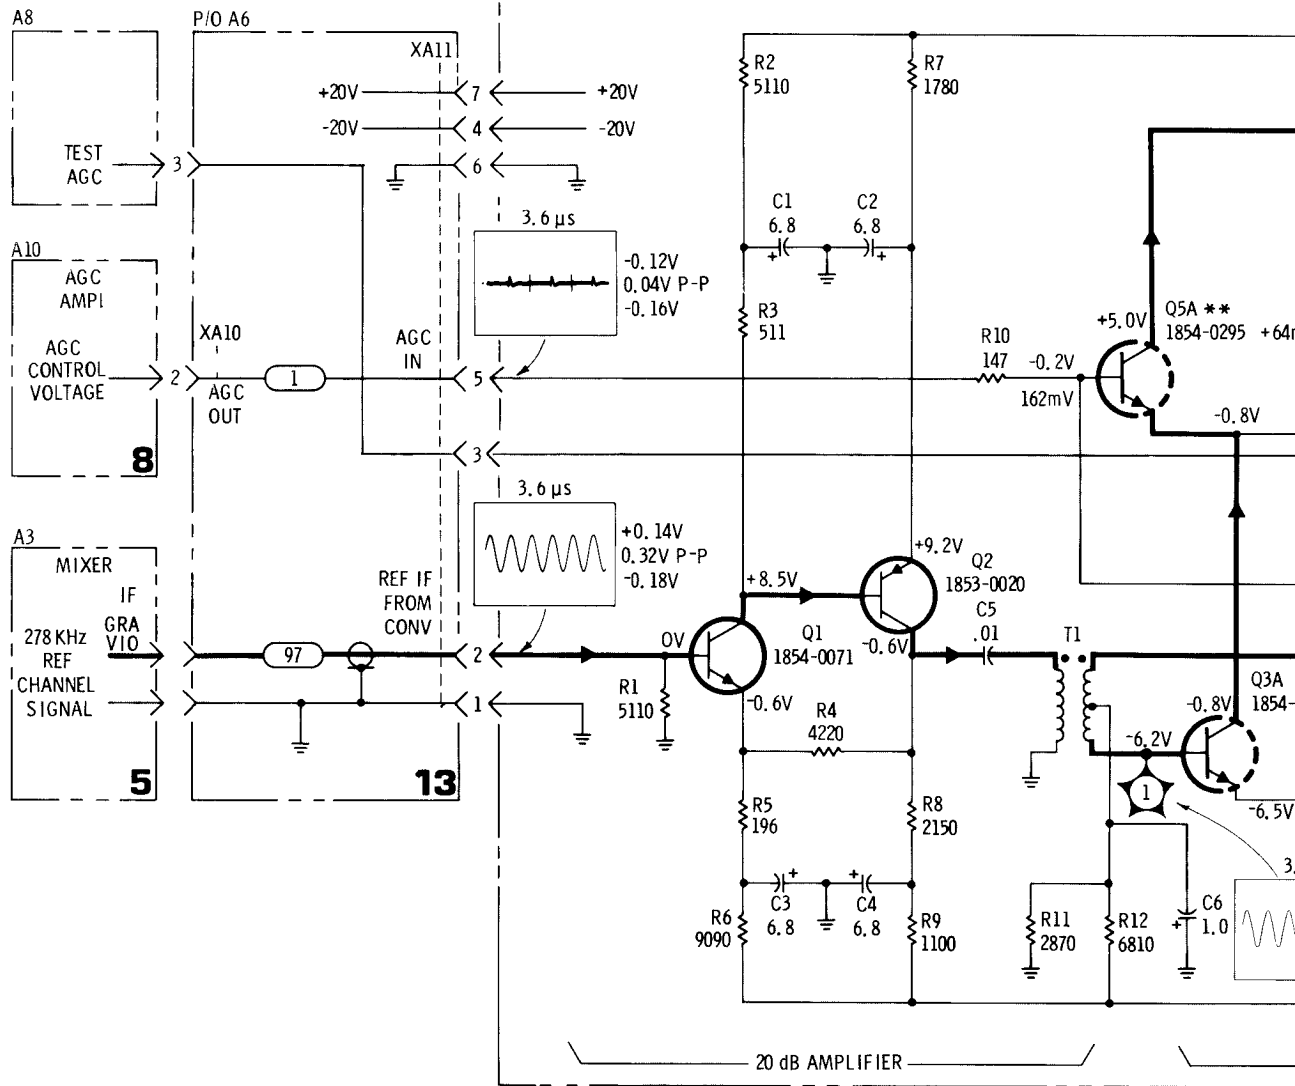 A8
P/O A6
XA11
+20V 7 +20V
-20V 4 -20V
6
TEST
AGC
3
3.6 µs
-0.12V
0.04V P-P
-0.16V
A10
AGC
AMPL
XA10
AGC
CONTROL
VOLTAGE
2
1
AGC
OUT
AGC
IN
5
8
3
3.6 µs
+0.14V
0.32V P-P
-0.18V
A3
MIXER
IF
GRA
VIO
278 KHz
REF
CHANNEL
SIGNAL
97
REF IF
FROM
CONV
2
1
5
13
R2
5110
R7
1780
C1
6.8
+
C2
6.8
+
R3
511
R10
147
-0.2V
162mV
+5.0V
Q5A **
1854-0295
+64m
-0.8V
+9.2V
Q2
1853-0020
+8.5V
0V
Q1
1854-0071
-0.6V
C5
.01
T1
R1
5110
-0.6V
R4
4220
Q3A
1854-
-0.8V
-6.2V
1
-6.5V
R5
196
R8
2150
C3
6.8
+
C4
6.8
+
R6
9090
R9
1100
R11
2870
R12
6810
C6
1.0
+
3.
20 dB AMPLIFIER